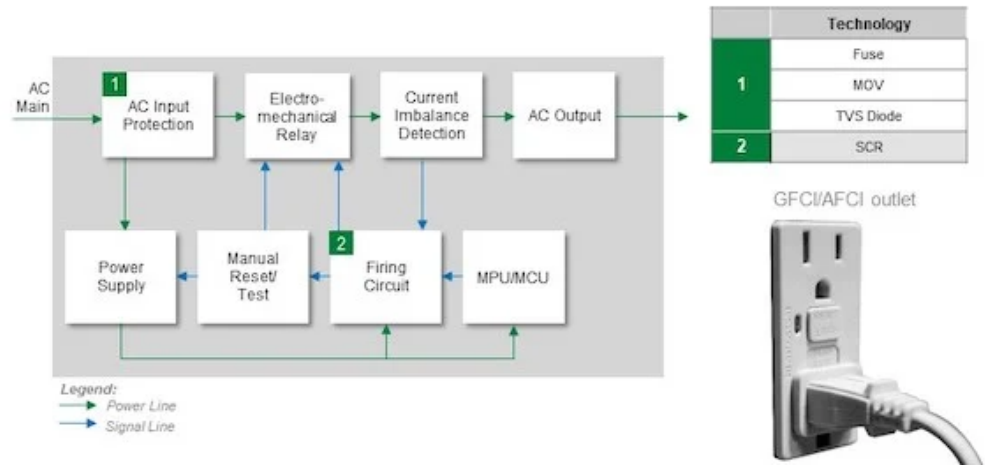 Technology
1
Fuse
MOV
TVS Diode
2
SCR
AC
Main
1
AC Input
Protection
Electro-
mechanical
Relay
Current
Imbalance
Detection
AC Output
Power
Supply
Manual
Reset/
Test
2
Firing
Circuit
MPU/MCU
Legend:
Power Line
Signal Line
GFCI/AFCI outlet